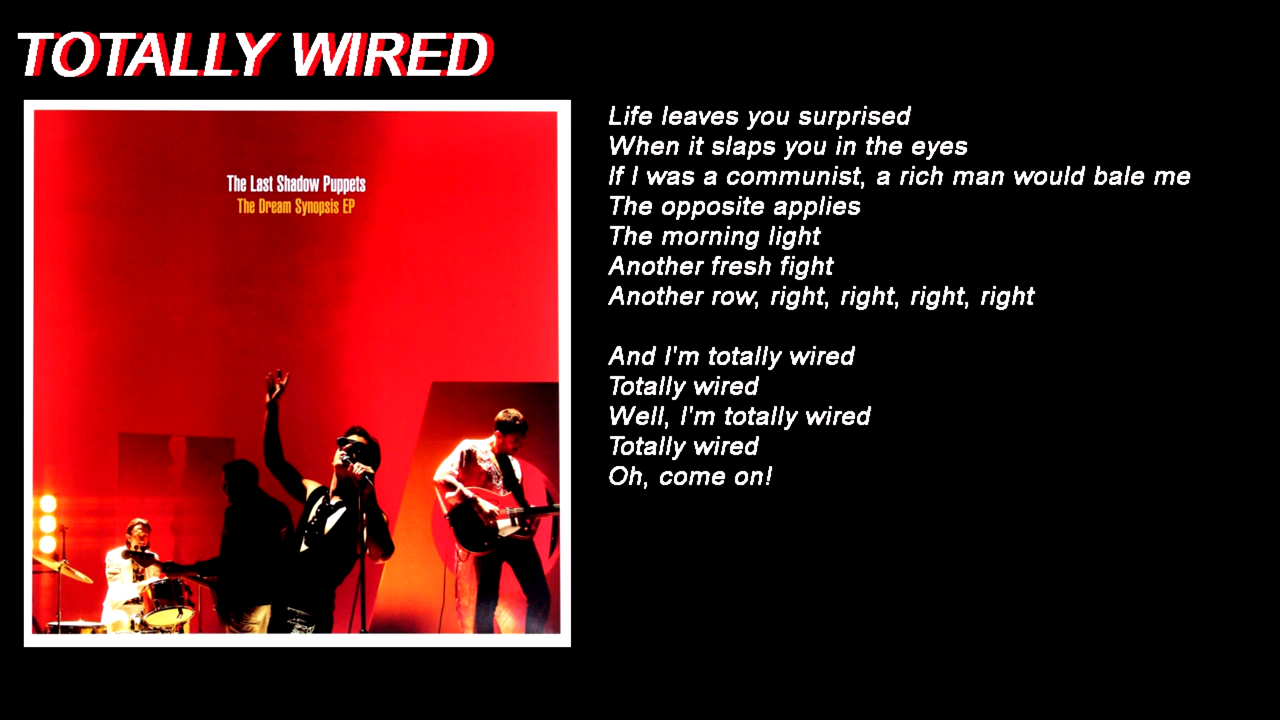 TOTALLY WIRED
The Last Shadow Puppets
The Dream Synopsis EP
Life leaves you surprised
When it slaps you in the eyes
If I was a communist, a rich man would bale me
The opposite applies
The morning light
Another fresh fight
Another row, right, right, right, right
And I'm totally wired
Totally wired
Well, I'm totally wired
Totally wired
Oh, come on!